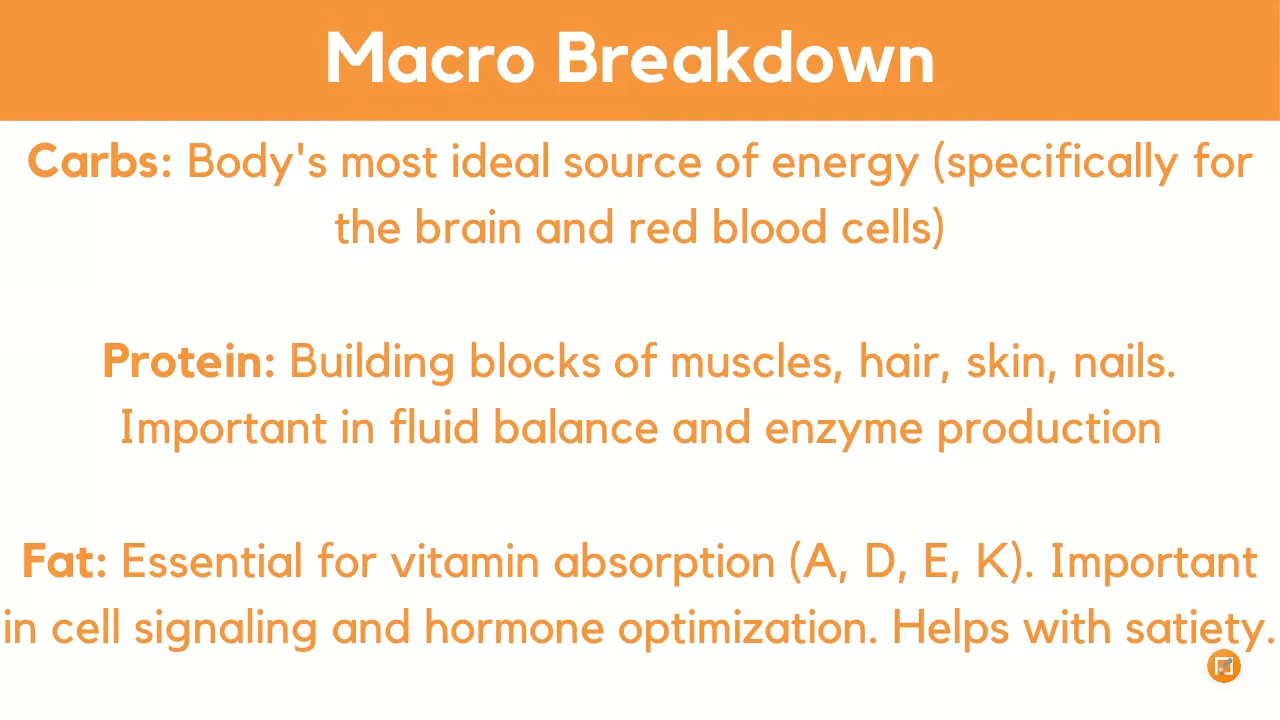 Macro Breakdown
Carbs: Body's most ideal source of energy (specifically for
the brain and red blood cells)
Protein: Building blocks of muscles, hair, skin, nails.
Important in fluid balance and enzyme production
Fat: Essential for vitamin absorption (A, D, E, K). Important
in cell signaling and hormone optimization. Helps with satiety.